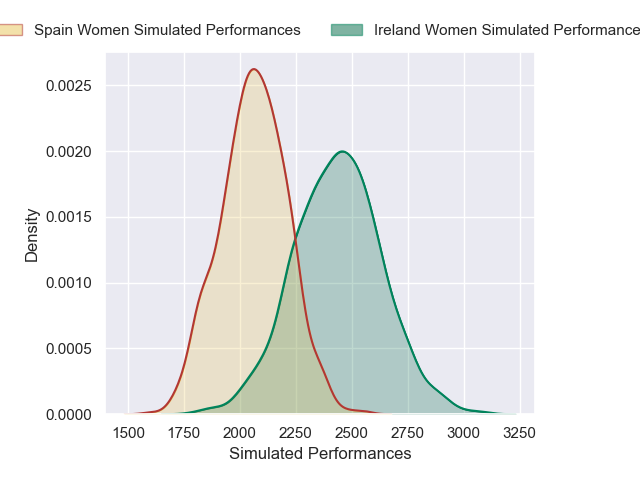 Spain Women Simulated Performances Ireland Women Simulated Performance
0.0025
0.0020
0.0015
0.0010
0.0005
0.0000
Density
1500 1750 2000 2250 2500 2750 3000 3250
Simulated Performances